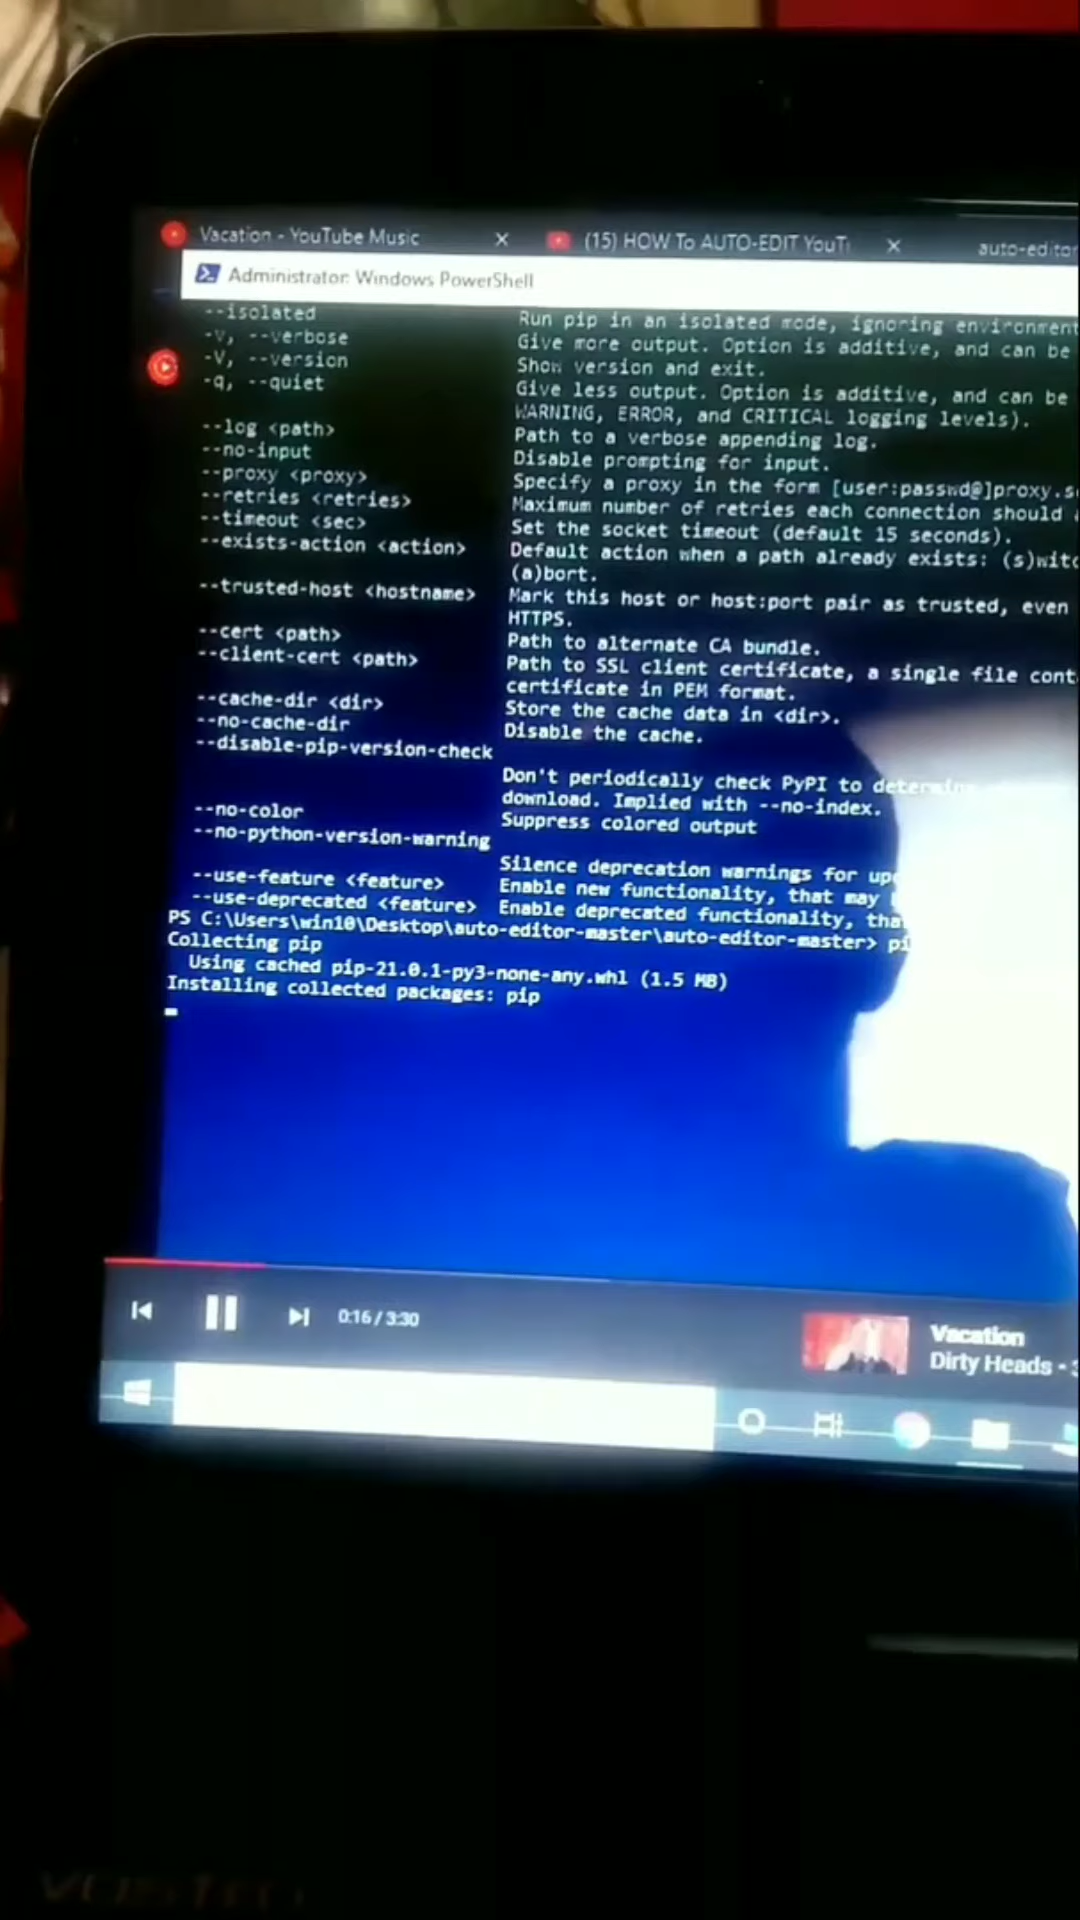 Vacation - YouTube Music
(15) HOW To AUTO-EDIT YouT
auto-editor
Administrator: Windows PowerShell
--isolated Run pip in an isolated mode, ignoring environment
-v, --verbose Give more output. Option is additive, and can be
-V, --version Show version and exit.
-q, --quiet Give less output. Option is additive, and can be
WARNING, ERROR, and CRITICAL logging levels).
--log <path> Path to a verbose appending log.
--no-input Disable prompting for input.
--proxy <proxy> Specify a proxy in the form [user:passwd@]proxy.s
--retries <retries> Maximum number of retries each connection should
--timeout <sec> Set the socket timeout (default 15 seconds).
--exists-action <action> Default action when a path already exists: (s)witc
(a)bort.
--trusted-host <hostname> Mark this host or host:port pair as trusted, even
HTTPS.
--cert <path> Path to alternate CA bundle.
--client-cert <path> Path to SSL client certificate, a single file cont
certificate in PEM format.
--cache-dir <dir> Store the cache data in <dir>.
--no-cache-dir Disable the cache.
--disable-pip-version-check
Don't periodically check PyPI to determine
download. Implied with --no-index.
--no-color Suppress colored output
--no-python-version-warning
Silence deprecation warnings for up
--use-feature <feature> Enable new functionality, that may
--use-deprecated <feature> Enable deprecated functionality, tha
PS C:\Users\win10\Desktop\auto-editor-master\auto-editor-master> pi
Collecting pip
Using cached pip-21.0.1-py3-none-any.whl (1.5 MB)
Installing collected packages: pip
0:16 / 3:30
Vacation
Dirty Heads -